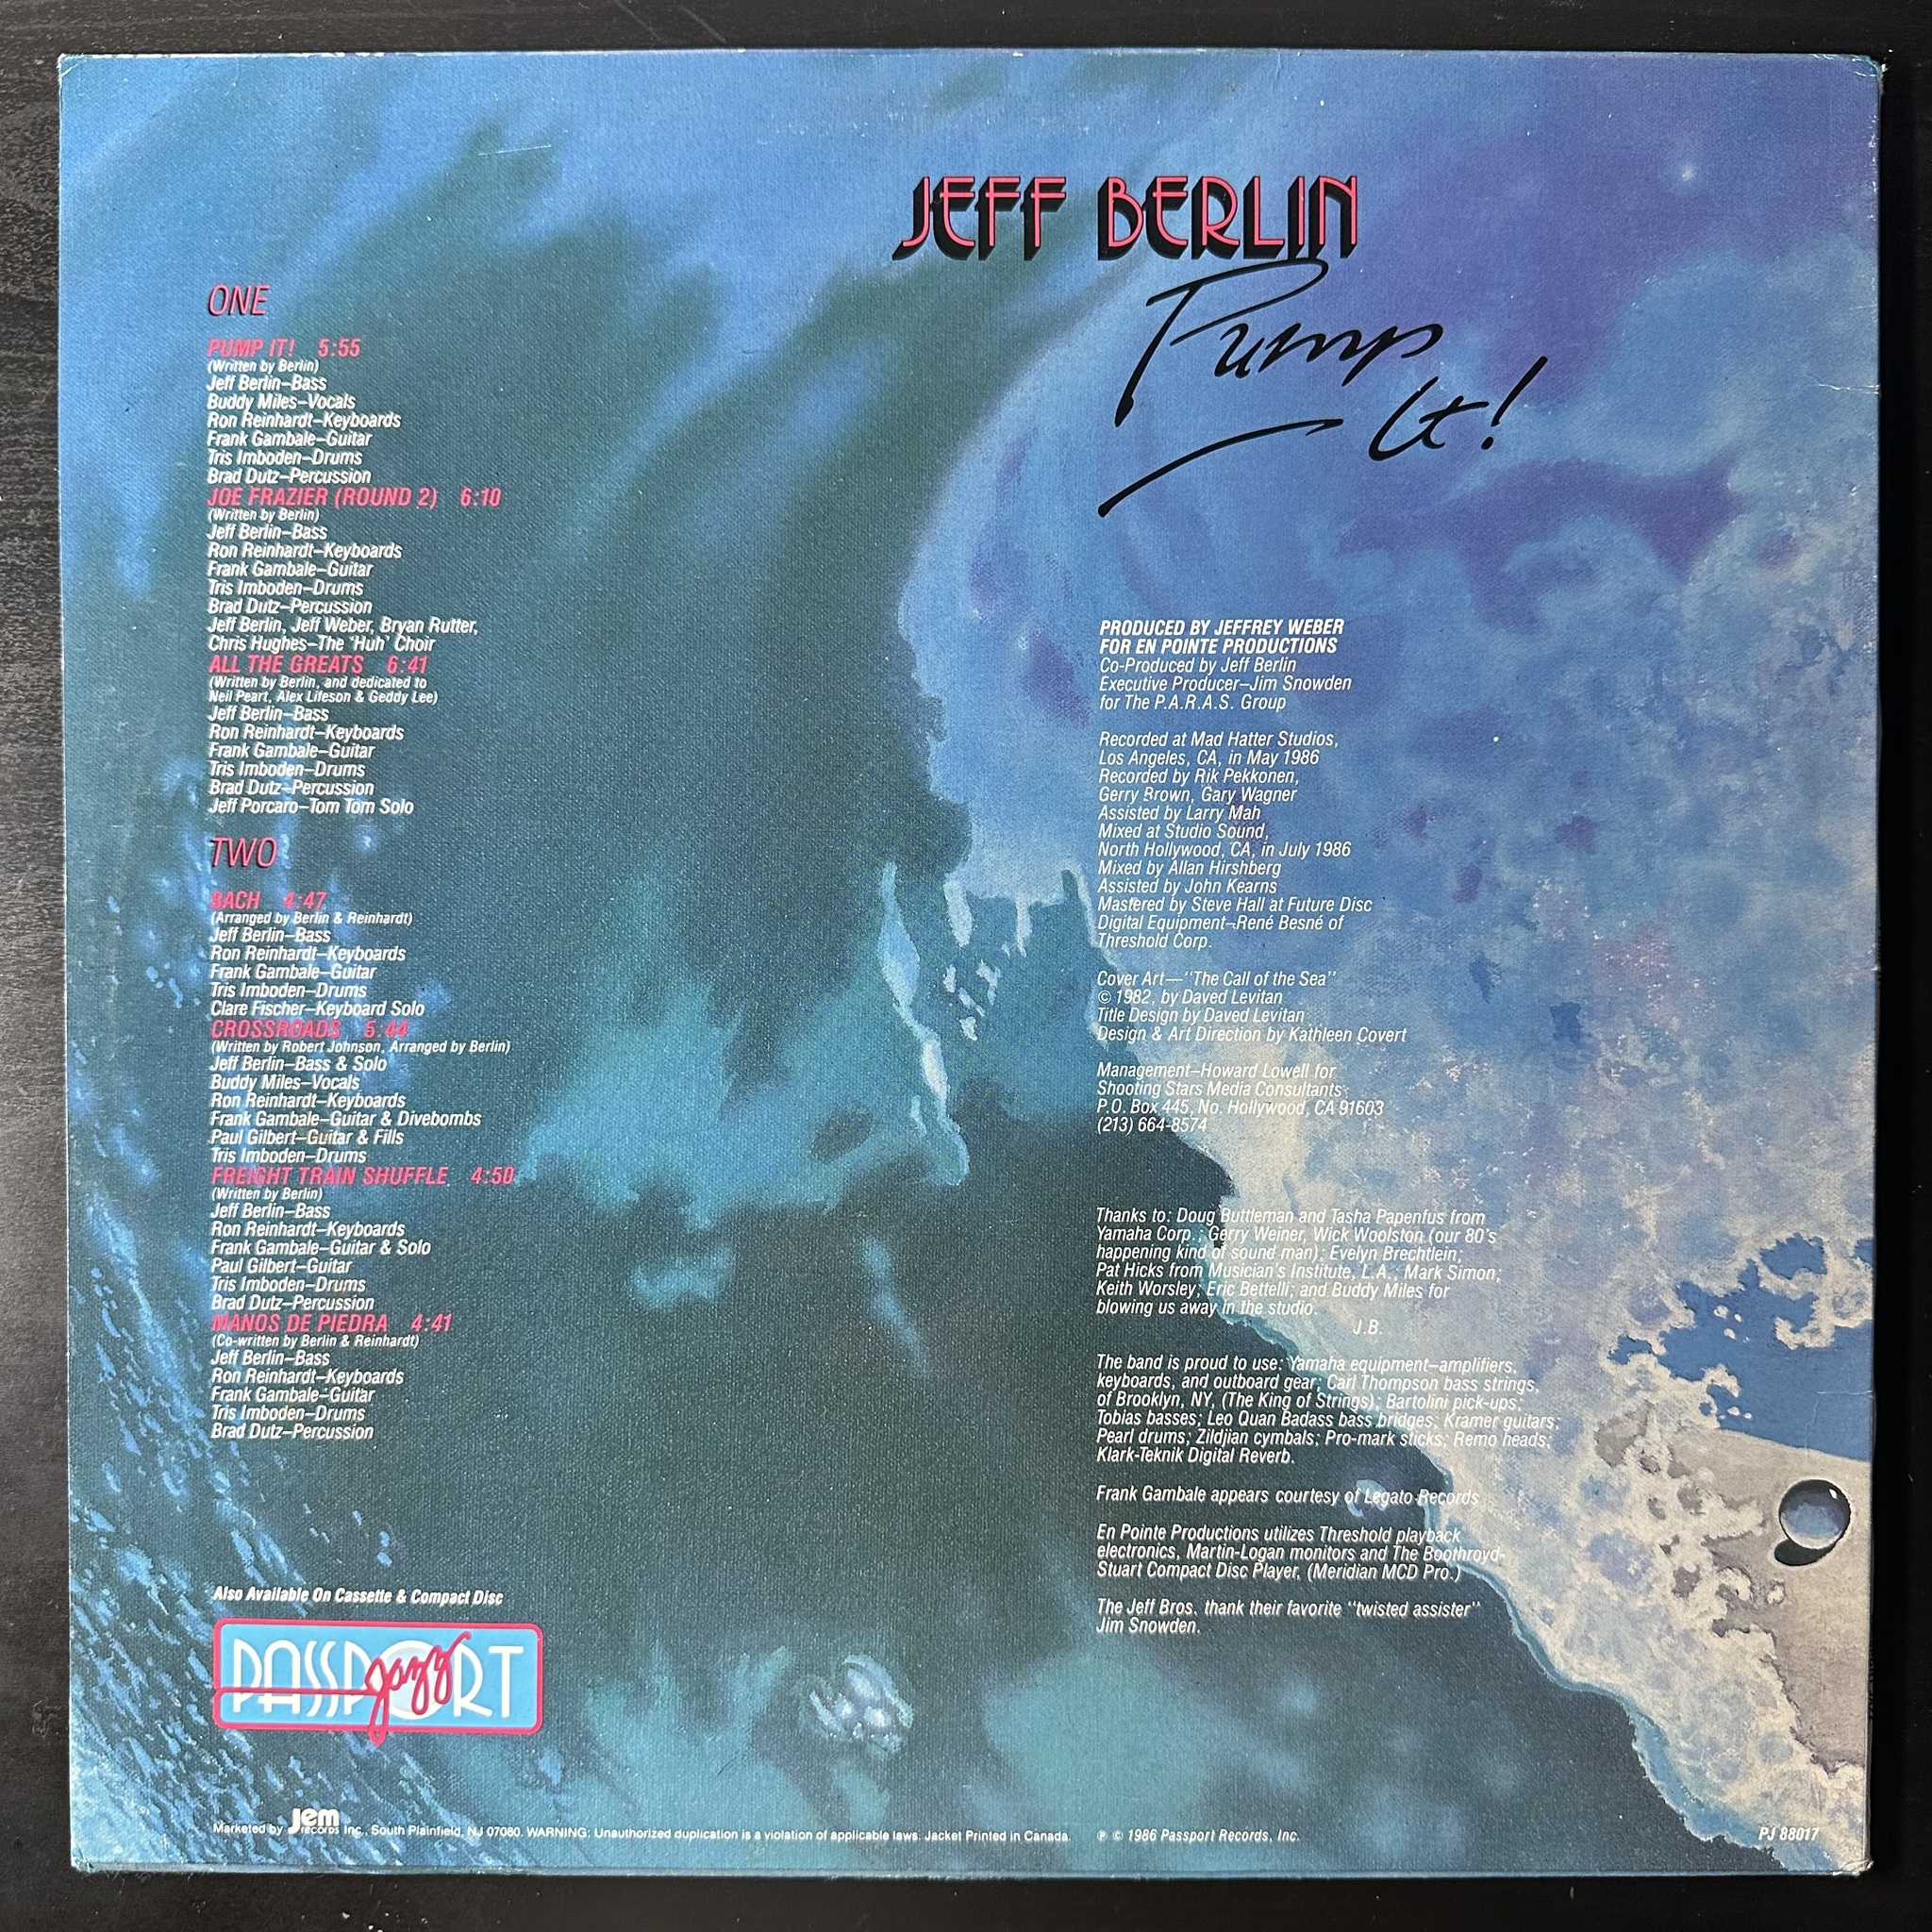 JEFF BERLIN
Pump
It!
ONE
PUMP IT! 5:55
(Written by Berlin)
Jeff Berlin–Bass
Buddy Miles–Vocals
Ron Reinhardt–Keyboards
Frank Gambale–Guitar
Tris Imboden–Drums
Brad Dutz–Percussion
JOE FRAZIER (ROUND 2) 6:10
(Written by Berlin)
Jeff Berlin–Bass
Ron Reinhardt–Keyboards
Frank Gambale–Guitar
Tris Imboden–Drums
Brad Dutz–Percussion
Jeff Berlin, Jeff Weber, Bryan Rutter,
Chris Hughes–The 'Huh' Choir
ALL THE GREATS 6:41
(Written by Berlin, and dedicated to
Neil Peart, Alex Lifeson & Geddy Lee)
Jeff Berlin–Bass
Ron Reinhardt–Keyboards
Frank Gambale–Guitar
Tris Imboden–Drums
Brad Dutz–Percussion
Jeff Porcaro–Tom Tom Solo
TWO
BACH 4:47
(Arranged by Berlin & Reinhardt)
Jeff Berlin–Bass
Ron Reinhardt–Keyboards
Frank Gambale–Guitar
Tris Imboden–Drums
Clare Fischer–Keyboard Solo
CROSSROADS 5:44
(Written by Robert Johnson, Arranged by Berlin)
Jeff Berlin–Bass & Solo
Buddy Miles–Vocals
Ron Reinhardt–Keyboards
Frank Gambale–Guitar & Divebombs
Paul Gilbert–Guitar & Fills
Tris Imboden–Drums
FREIGHT TRAIN SHUFFLE 4:50
(Written by Berlin)
Jeff Berlin–Bass
Ron Reinhardt–Keyboards
Frank Gambale–Guitar & Solo
Paul Gilbert–Guitar
Tris Imboden–Drums
Brad Dutz–Percussion
MANOS DE PIEDRA 4:41
(Co-written by Berlin & Reinhardt)
Jeff Berlin–Bass
Ron Reinhardt–Keyboards
Frank Gambale–Guitar
Tris Imboden–Drums
Brad Dutz–Percussion
PRODUCED BY JEFFREY WEBER
FOR EN POINTE PRODUCTIONS
Co-Produced by Jeff Berlin
Executive Producer–Jim Snowden
for The P.A.R.A.S. Group
Recorded at Mad Hatter Studios,
Los Angeles, CA, in May 1986
Recorded by Rik Pekkonen,
Gerry Brown, Gary Wagner
Assisted by Larry Mah
Mixed at Studio Sound,
North Hollywood, CA, in July 1986
Mixed by Allan Hirshberg
Assisted by John Kearns
Mastered by Steve Hall at Future Disc
Digital Equipment–René Besné of
Threshold Corp.
Cover Art—"The Call of the Sea"
© 1982, by Daved Levitan
Title Design by Daved Levitan
Design & Art Direction by Kathleen Covert
Management–Howard Lowell for
Shooting Stars Media Consultants
P.O. Box 445, No. Hollywood, CA 91603
(213) 664-8574
Thanks to: Doug Buttleman and Tasha Papenfus from
Yamaha Corp.; Gerry Weiner, Wick Woolston (our 80's
happening kind of sound man); Evelyn Brechtlein;
Pat Hicks from Musician's Institute, L.A.; Mark Simon;
Keith Worsley; Eric Bettelli; and Buddy Miles for
blowing us away in the studio.
J.B.
The band is proud to use: Yamaha equipment–amplifiers,
keyboards, and outboard gear; Carl Thompson bass strings,
of Brooklyn, NY, (The King of Strings); Bartolini pick-ups;
Tobias basses; Leo Quan Badass bass bridges; Kramer guitars;
Pearl drums; Zildjian cymbals; Pro-mark sticks; Remo heads;
Klark-Teknik Digital Reverb.
Frank Gambale appears courtesy of Legato Records
En Pointe Productions utilizes Threshold playback
electronics, Martin-Logan monitors and The Boothroyd-
Stuart Compact Disc Player, (Meridian MCD Pro.)
The Jeff Bros. thank their favorite "twisted assister"
Jim Snowden.
Also Available On Cassette & Compact Disc
PASSPORT jazz
Marketed by jem records Inc., South Plainfield, NJ 07080. WARNING: Unauthorized duplication is a violation of applicable laws. Jacket Printed in Canada. ℗ © 1986 Passport Records, Inc.
PJ 88017